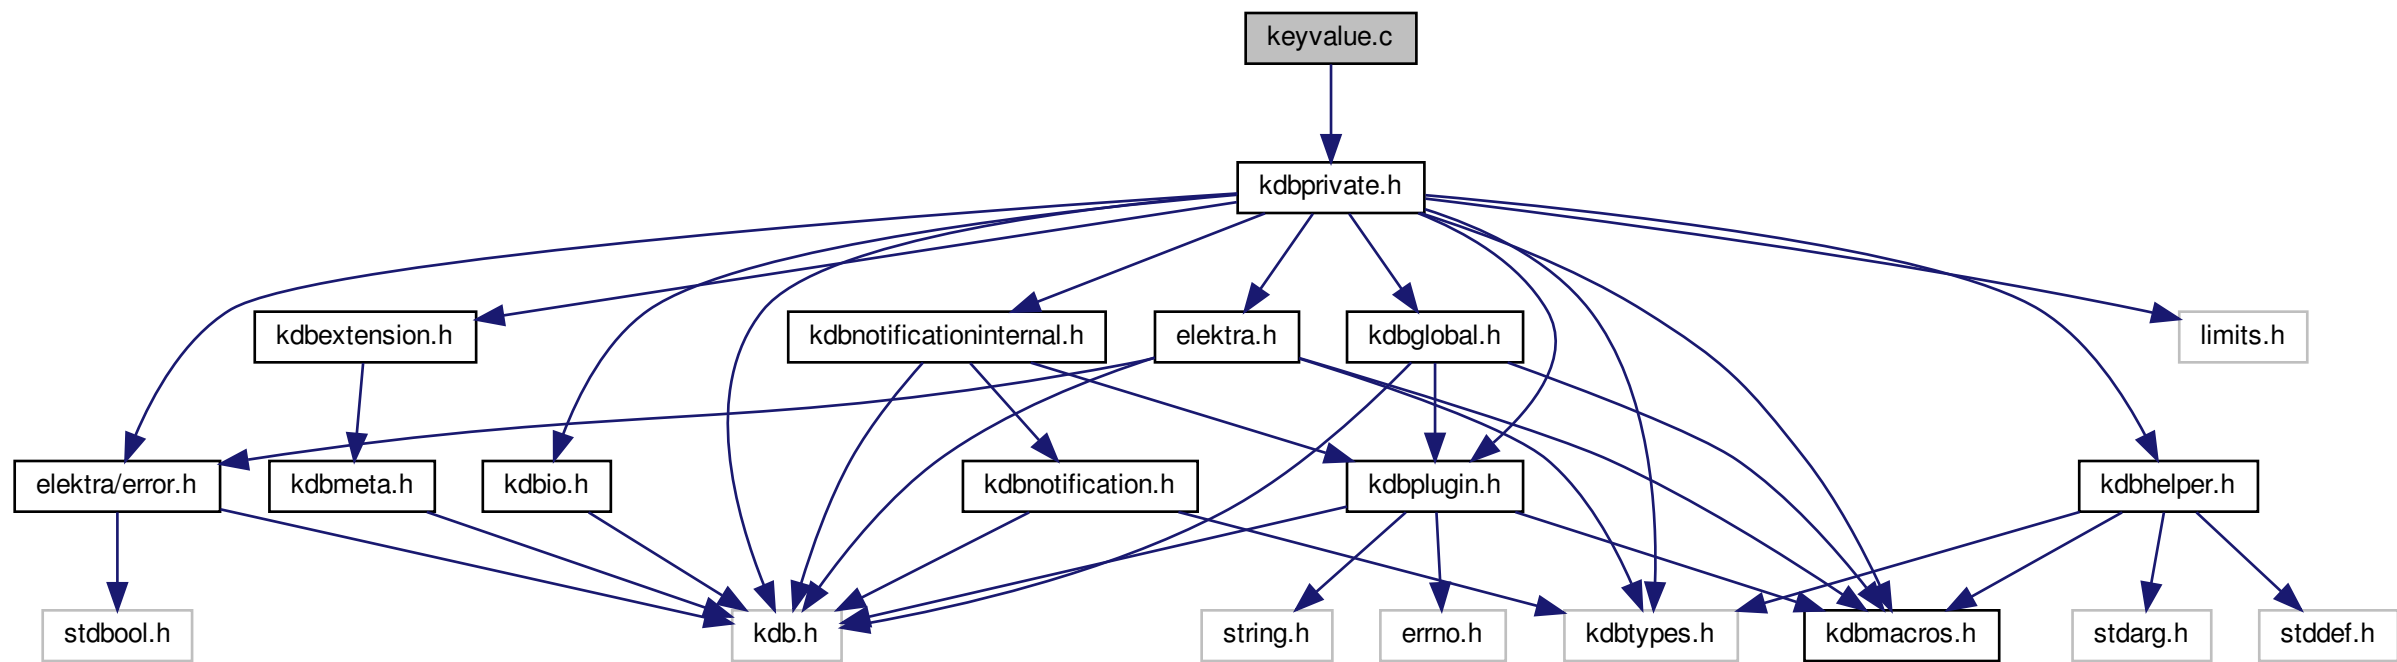 keyvalue.c
kdbprivate.h
kdbextension.h
kdbnotificationinternal.h
elektra.h
kdbglobal.h
limits.h
elektra/error.h
kdbmeta.h
kdbio.h
kdbnotification.h
kdbplugin.h
kdbhelper.h
stdbool.h
kdb.h
string.h
errno.h
kdbtypes.h
kdbmacros.h
stdarg.h
stddef.h